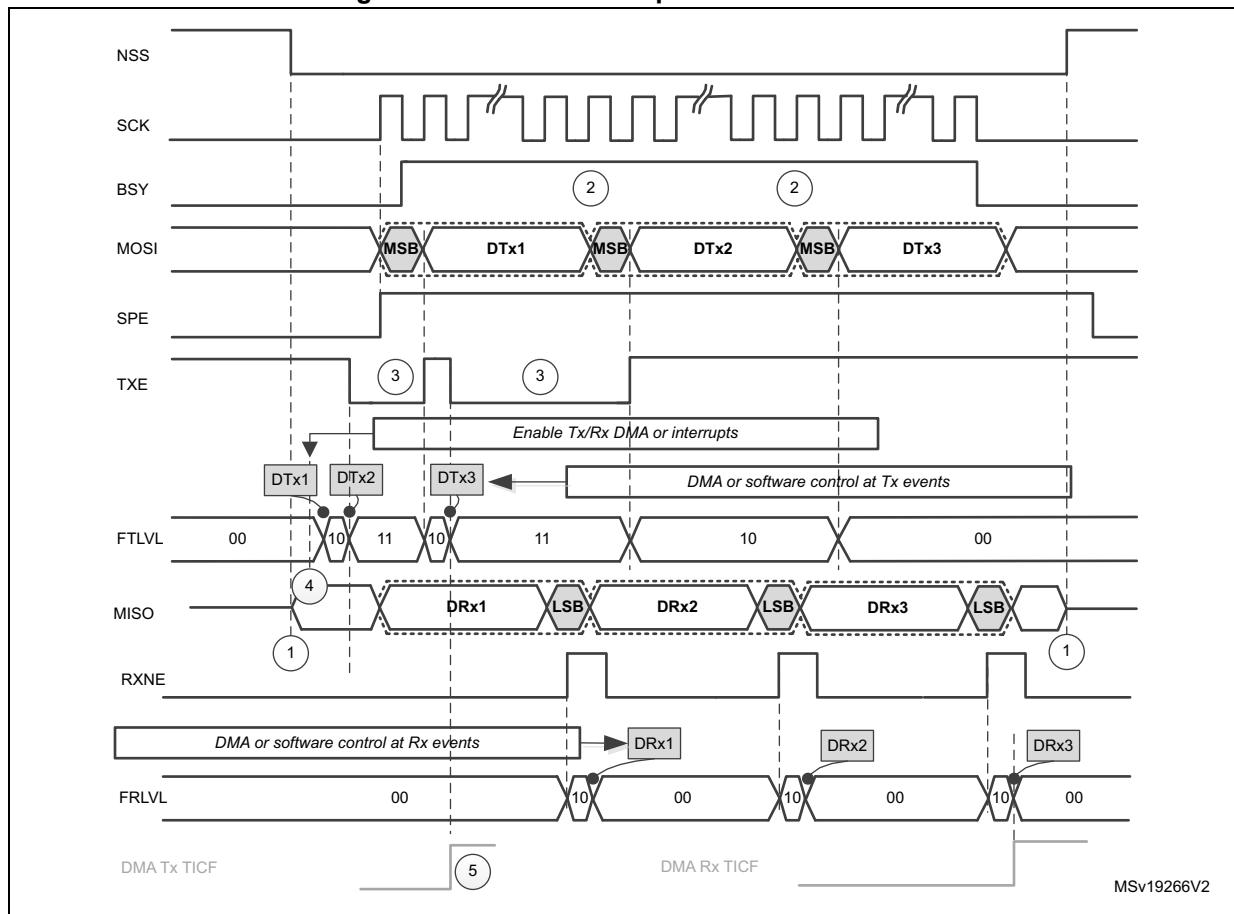 NSS
SCK
BSY
2
2
MOSI
MSB
DTx1
MSB
DTx2
MSB
DTx3
SPE
TXE
3
3
Enable Tx/Rx DMA or interrupts
DTx1
DTx2
DTx3
DMA or software control at Tx events
FTLVL
00
10
11
10
11
10
00
4
MISO
DRx1
LSB
DRx2
LSB
DRx3
LSB
1
1
RXNE
DMA or software control at Rx events
DRx1
DRx2
DRx3
FRLVL
00
10
00
10
00
10
00
DMA Tx TICF
5
DMA Rx TICF
MSv19266V2